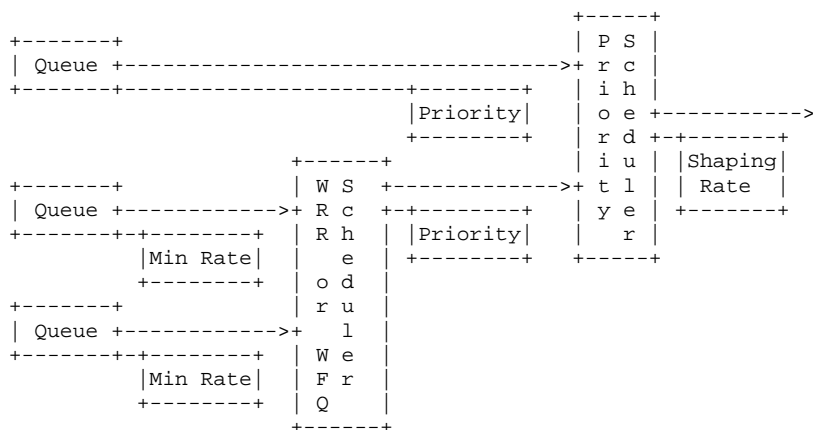 Queue
Priority
Priority
Scheduler
Shaping
Rate
Queue
Min Rate
WRR or WFQ
Scheduler
Priority
Queue
Min Rate